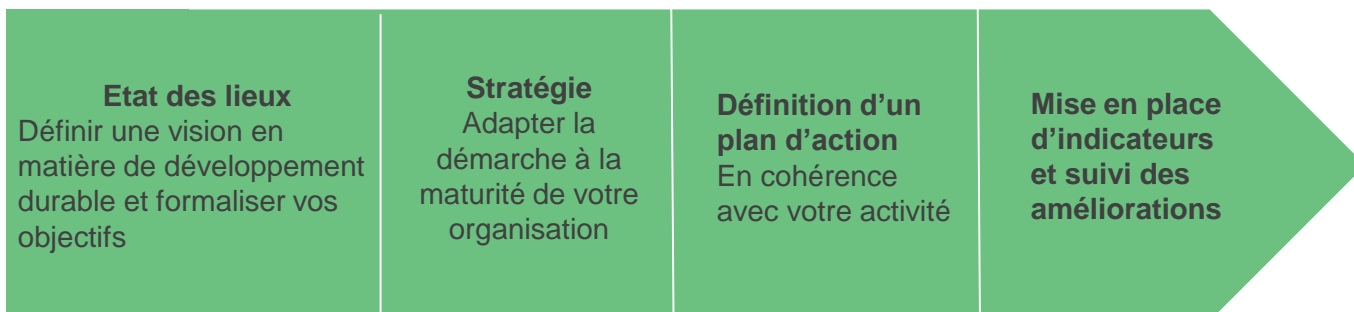 Etat des lieux
Définir une vision en
matière de développement
durable et formaliser vos
objectifs
Stratégie
Adapter la
démarche à la
maturité de votre
organisation
Définition d’un
plan d’action
En cohérence
avec votre activité
Mise en place
d’indicateurs
et suivi des
améliorations